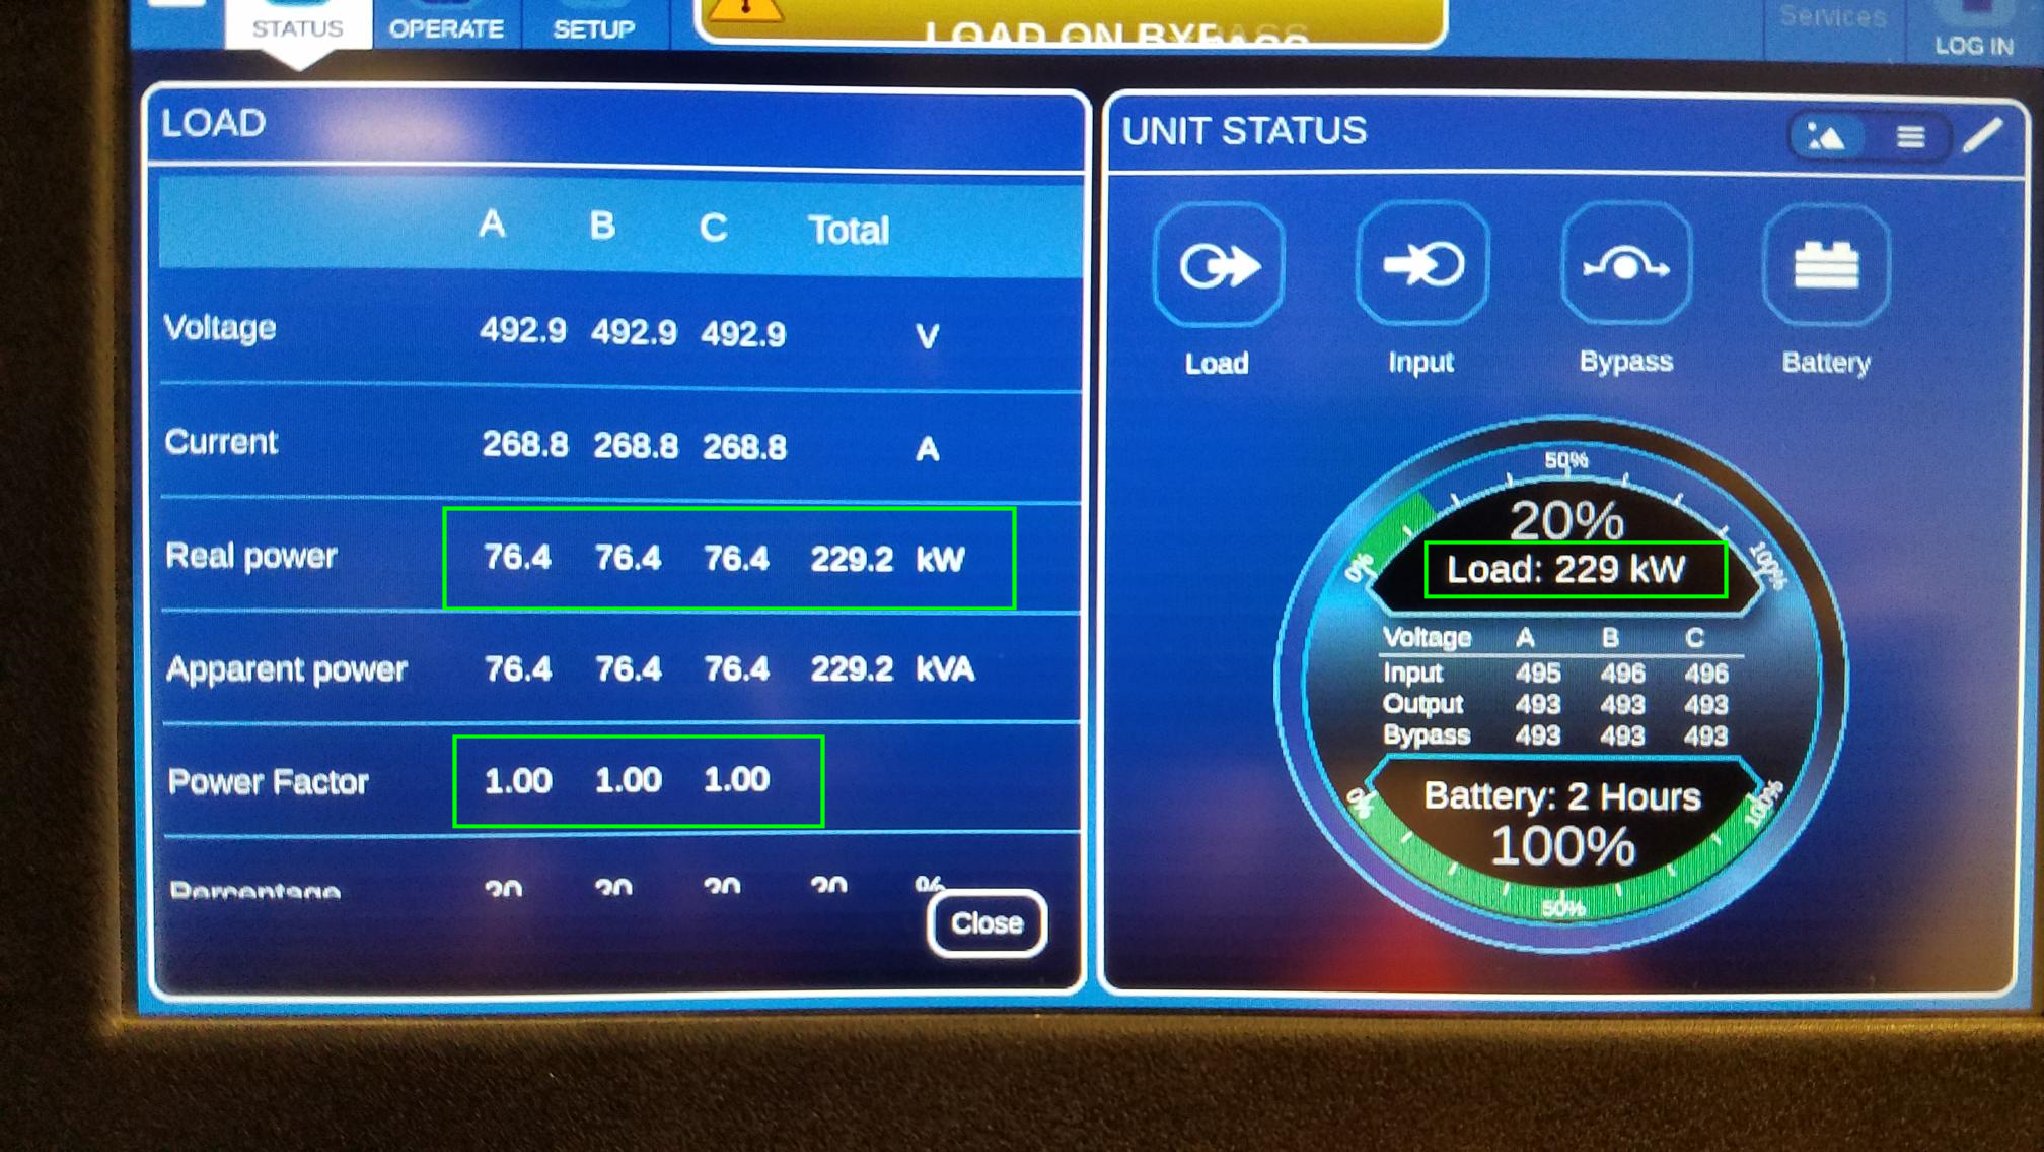 STATUS OPERATE SETUP LOAD ON BYPASS Services LOG IN
LOAD
A B C Total
Voltage 492.9 492.9 492.9 V
Current 268.8 268.8 268.8 A
Real power 76.4 76.4 76.4 229.2 kW
Apparent power 76.4 76.4 76.4 229.2 kVA
Power Factor 1.00 1.00 1.00
Percentage 20 20 20 20 %
Close
UNIT STATUS
Load Input Bypass Battery
50%
0% 100%
20%
Load: 229 kW
Voltage A B C
Input 495 496 496
Output 493 493 493
Bypass 493 493 493
Battery: 2 Hours
100%
0% 100%
50%